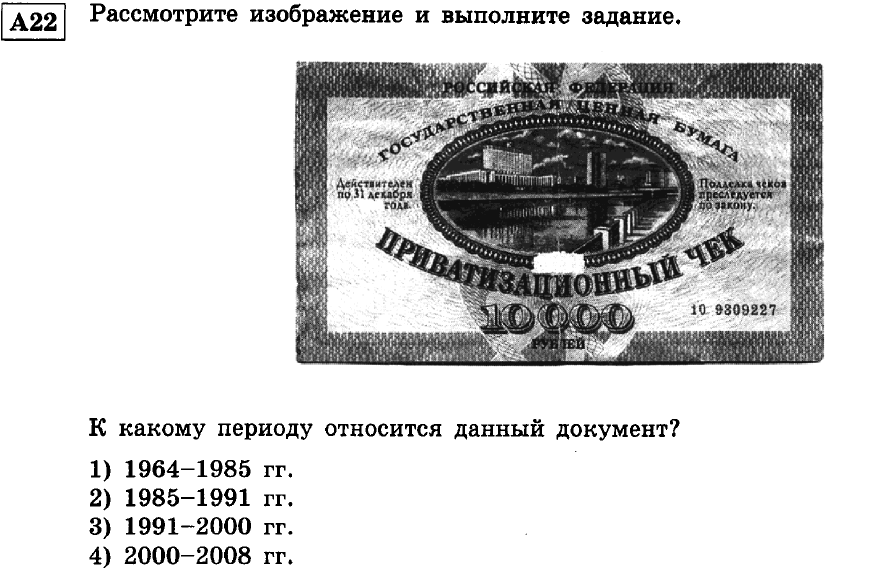 А22 Рассмотрите изображение и выполните задание.
РОССИЙСКАЯ ФЕДЕРАЦИЯ
ГОСУДАРСТВЕННАЯ ЦЕННАЯ БУМАГА
Действителен
по 31 декабря
года.
Подделка чеков
преследуется
по закону.
ПРИВАТИЗАЦИОННЫЙ ЧЕК
10 9309227
10000
РУБЛЕЙ
К какому периоду относится данный документ?
1) 1964–1985 гг.
2) 1985–1991 гг.
3) 1991–2000 гг.
4) 2000–2008 гг.